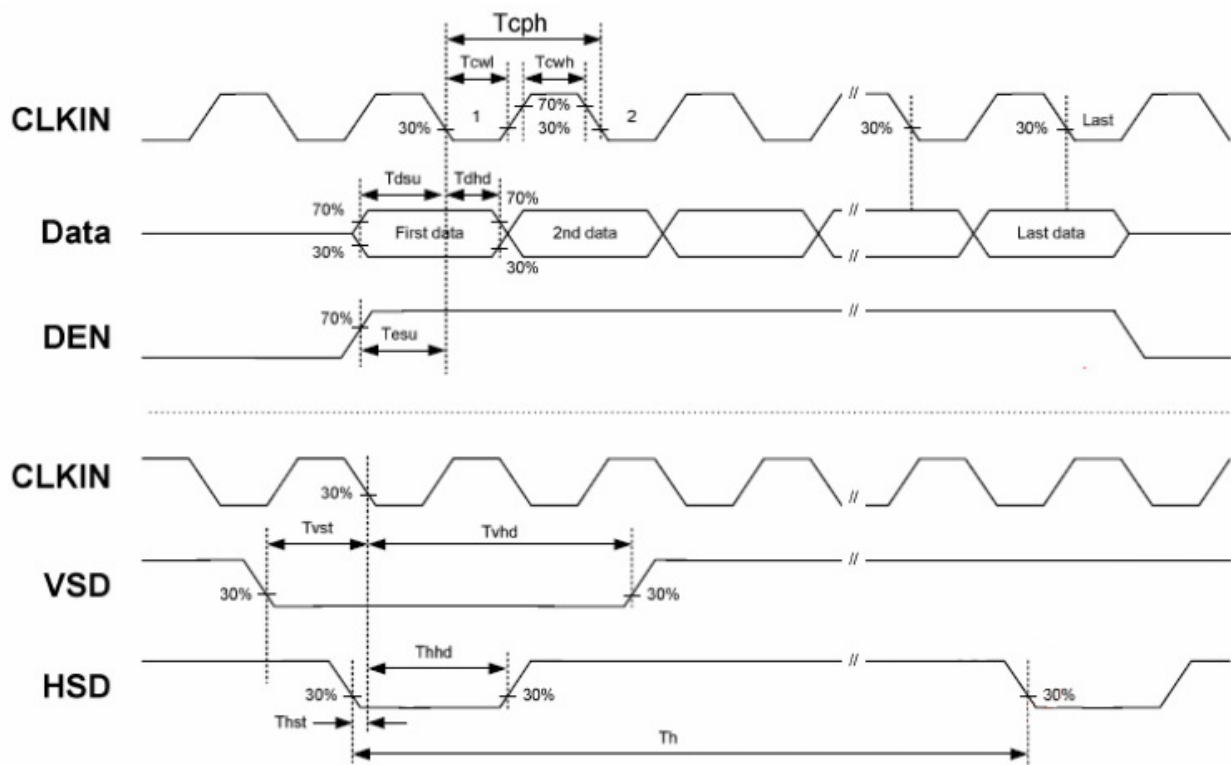 Tcph
Tcwl Tcwh
CLKIN 30% 1 70% 30% 2 // 30% 30% Last
Tdsu Tdhd
70% 70%
Data First data 2nd data // Last data
30% 30% //
DEN 70% //
Tesu
CLKIN 30% //
Tvst Tvhd
VSD 30% 30% //
Thhd //
HSD 30% 30% 30%
Thst
Th